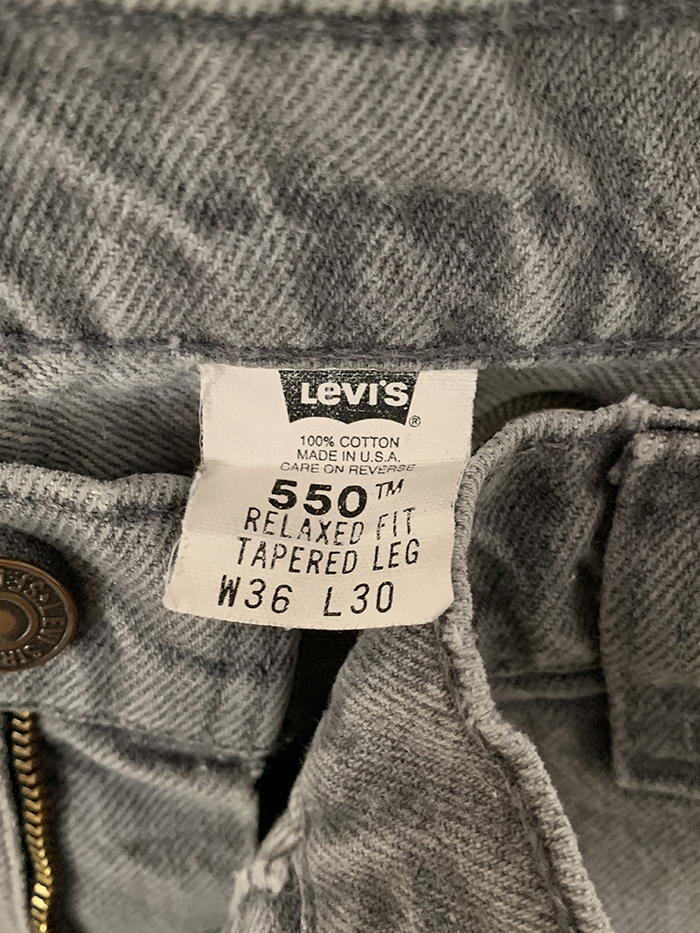 LEVI'S
®
100% COTTON
MADE IN U.S.A.
CARE ON REVERSE
550™
RELAXED FIT
TAPERED LEG
W36 L30